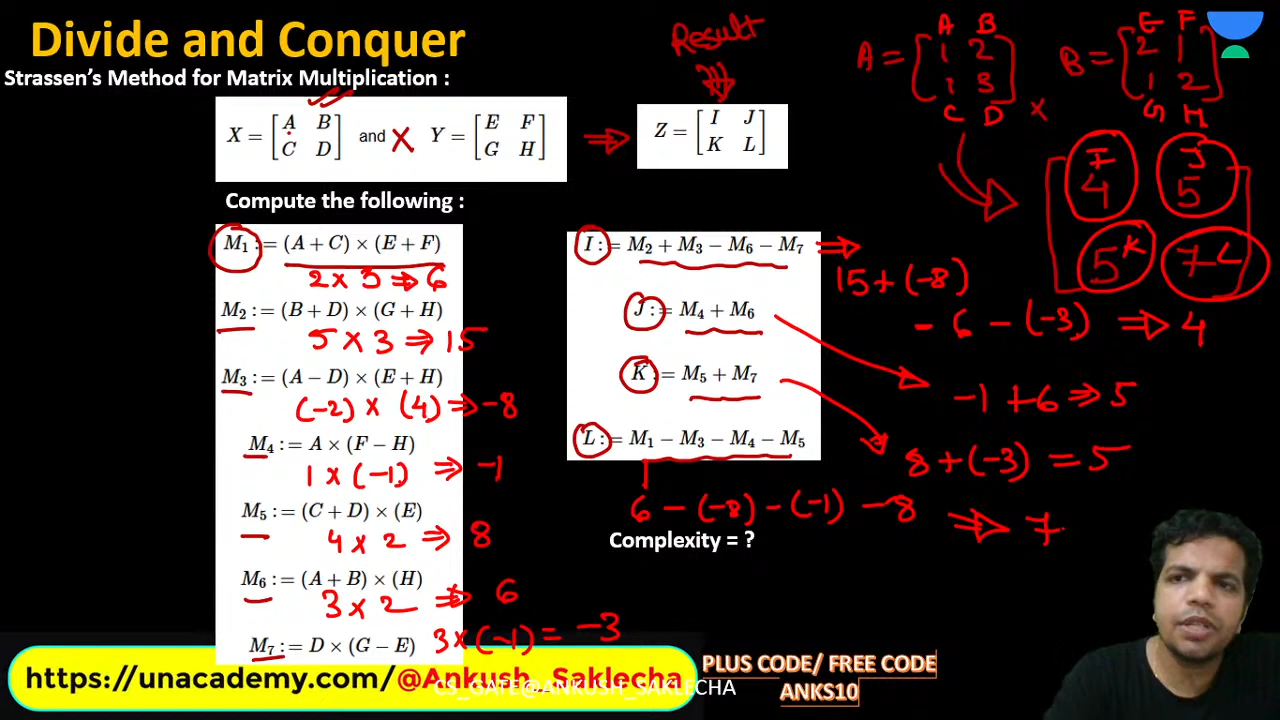 Divide and Conquer
Strassen's Method for Matrix Multiplication :
X = [ A B
C D ] and × Y = [ E F
G H ] ⇒ Z = [ I J
K L ]
Result
A B
A = [ 1 2
1 3 ]
C D
×
E F
B = [ 2 1
1 2 ]
G H
I J
4 5
5 K 7 L
Compute the following :
M1 := (A + C) × (E + F)
2 × 3 ⇒ 6
M2 := (B + D) × (G + H)
5 × 3 ⇒ 15
M3 := (A − D) × (E + H)
(-2) × (4) ⇒ -8
M4 := A × (F − H)
1 × (-1) ⇒ -1
M5 := (C + D) × (E)
4 × 2 ⇒ 8
M6 := (A + B) × (H)
3 × 2 ⇒ 6
M7 := D × (G − E) 3×(-1) = -3
I := M2 + M3 − M6 − M7 ⇒
15 + (-8)
- 6 - (-3) ⇒ 4
J := M4 + M6
-1 + 6 ⇒ 5
K := M5 + M7
8 + (-3) = 5
L := M1 − M3 − M4 − M5
6 - (-8) - (-1) - 8 ⇒ 7
Complexity = ?
https://unacademy.com/@Ankush_Saklecha
CS_GATE@ANKUSH_SAKLECHA
PLUS CODE/ FREE CODE
ANKS10